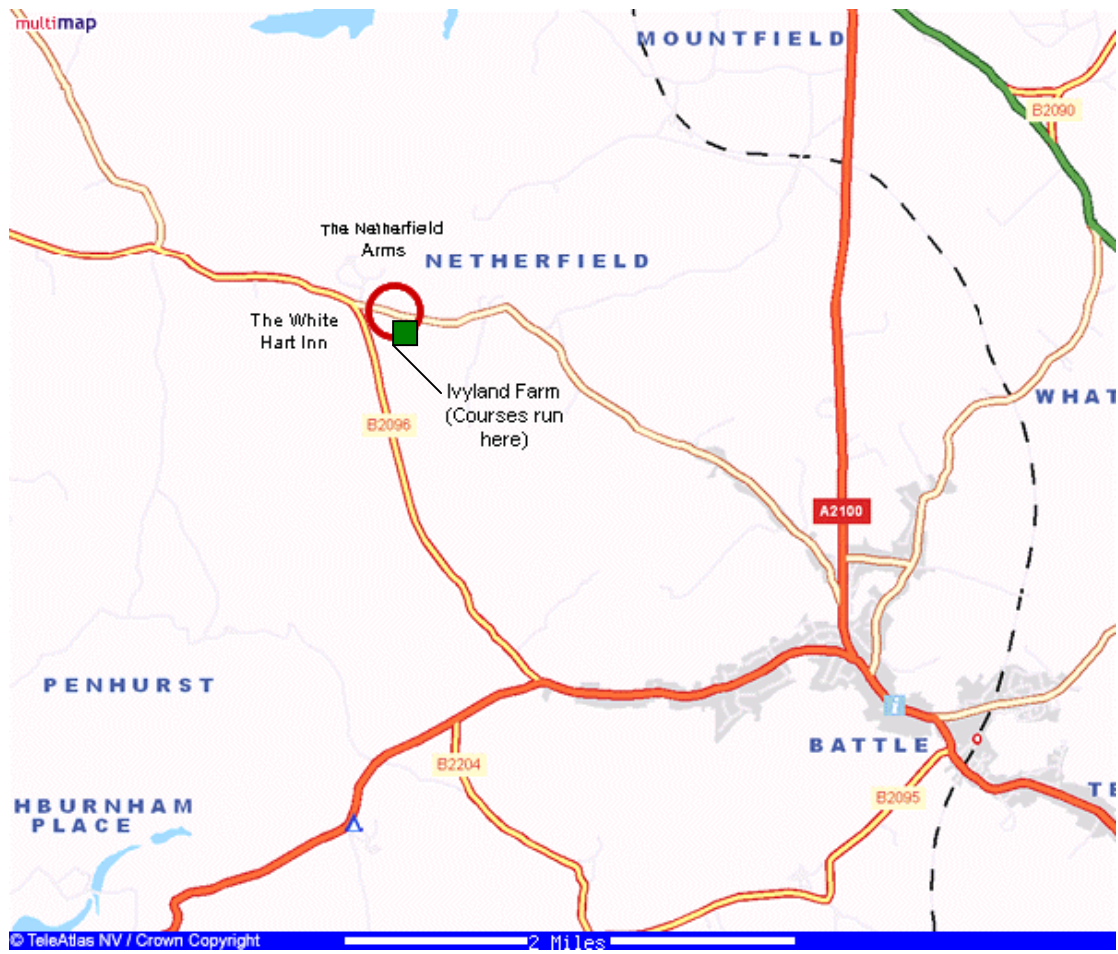 multimap
MOUNTFIELD
B2090
The Netherfield
Arms
NETHERFIELD
The White
Hart Inn
Ivyland Farm
(Courses run
here)
WHAT
B2096
A2100
PENHURST
i
BATTLE
B2204
TE
B2095
HBURNHAM
PLACE
© TeleAtlas NV / Crown Copyright
2 Miles